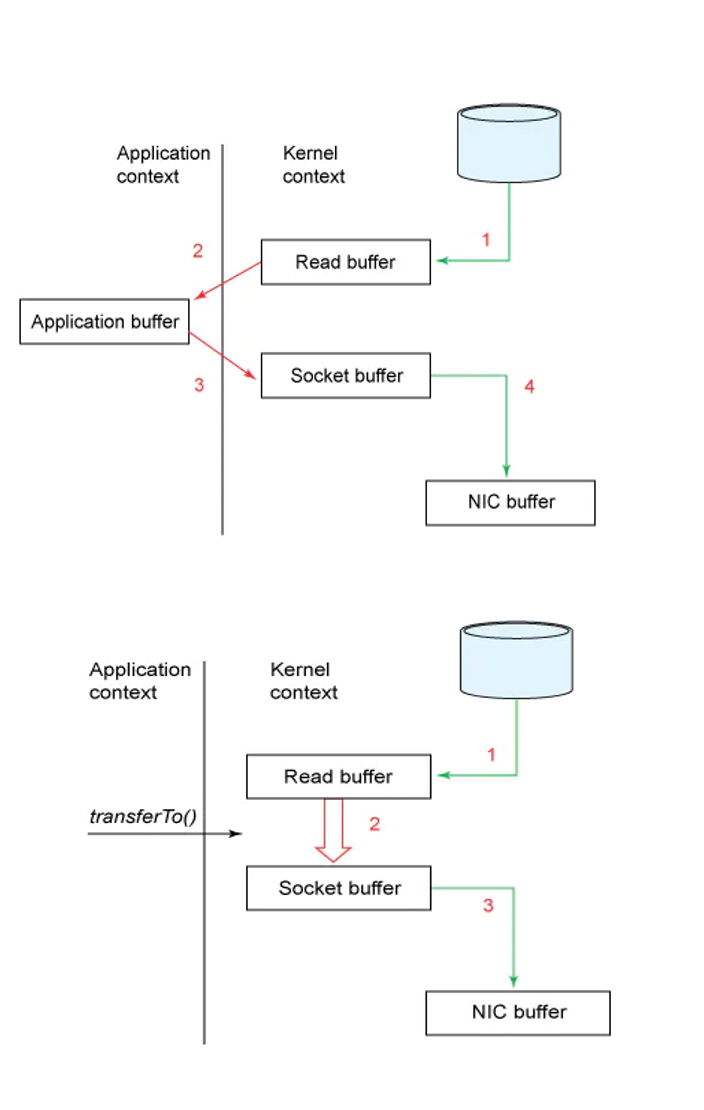 Application
context
Kernel
context
1
2
Read buffer
Application buffer
3
Socket buffer
4
NIC buffer
Application
context
Kernel
context
1
Read buffer
transferTo()
2
Socket buffer
3
NIC buffer